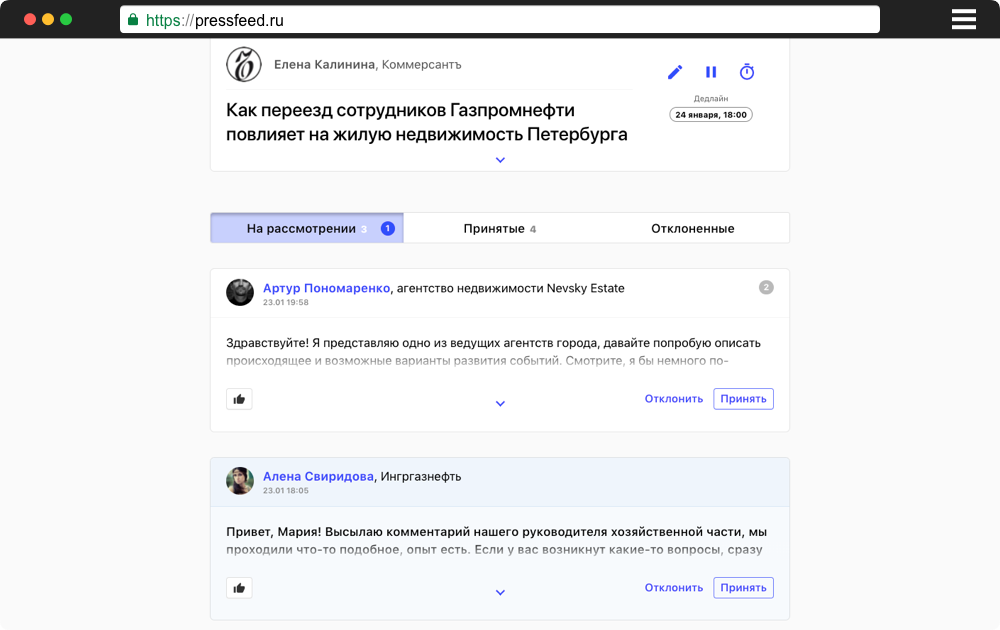 https://pressfeed.ru
Елена Калинина, Коммерсантъ
Как переезд сотрудников Газпромнефти
повлияет на жилую недвижимость Петербурга
Дедлайн
24 января, 18:00
На рассмотрении 3 1
Принятые 4
Отклоненные
Артур Пономаренко, агентство недвижимости Nevsky Estate
23.01 19:58
2
Здравствуйте! Я представляю одно из ведущих агентств города, давайте попробую описать
происходящее и возможные варианты развития событий. Смотрите, я бы немного по-
Отклонить
Принять
Алена Свиридова, Ингргазнефть
23.01 18:05
Привет, Мария! Высылаю комментарий нашего руководителя хозяйственной части, мы
проходили что-то подобное, опыт есть. Если у вас возникнут какие-то вопросы, сразу
Отклонить
Принять